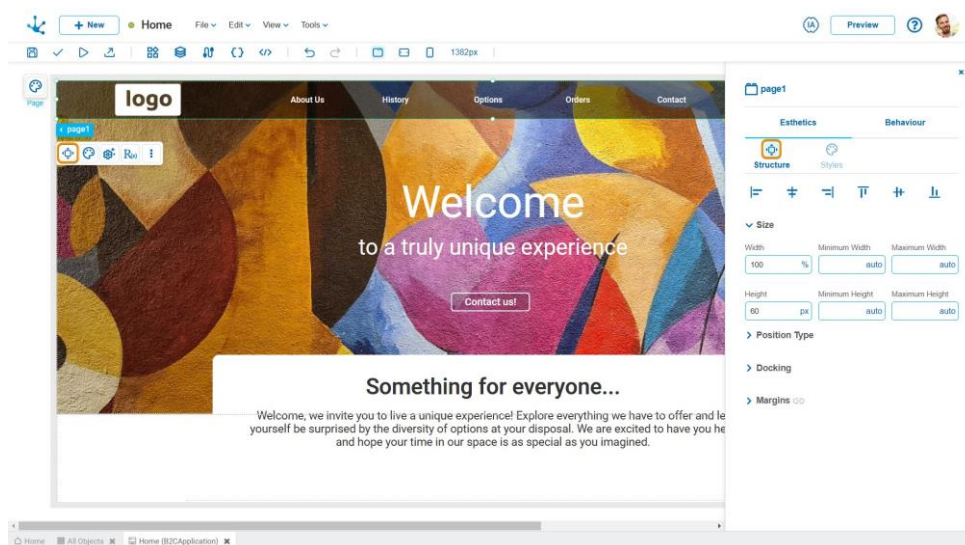 + New
Home
File
Edit
View
Tools
IA
Preview
?
1382px
Page
logo
About Us
History
Options
Orders
Contact
page1
R(x)
Welcome
to a truly unique experience
Contact us!
Something for everyone...
Welcome, we invite you to live a unique experience! Explore everything we have to offer and le
yourself be surprised by the diversity of options at your disposal. We are excited to have you he
and hope your time in our space is as special as you imagined.
page1
Esthetics
Behaviour
Structure
Styles
Size
Width
Minimum Width
Maximum Width
100 %
auto
auto
Height
Minimum Height
Maximum Height
60 px
auto
auto
Position Type
Docking
Margins
Home
All Objects
Home (B2CApplication)